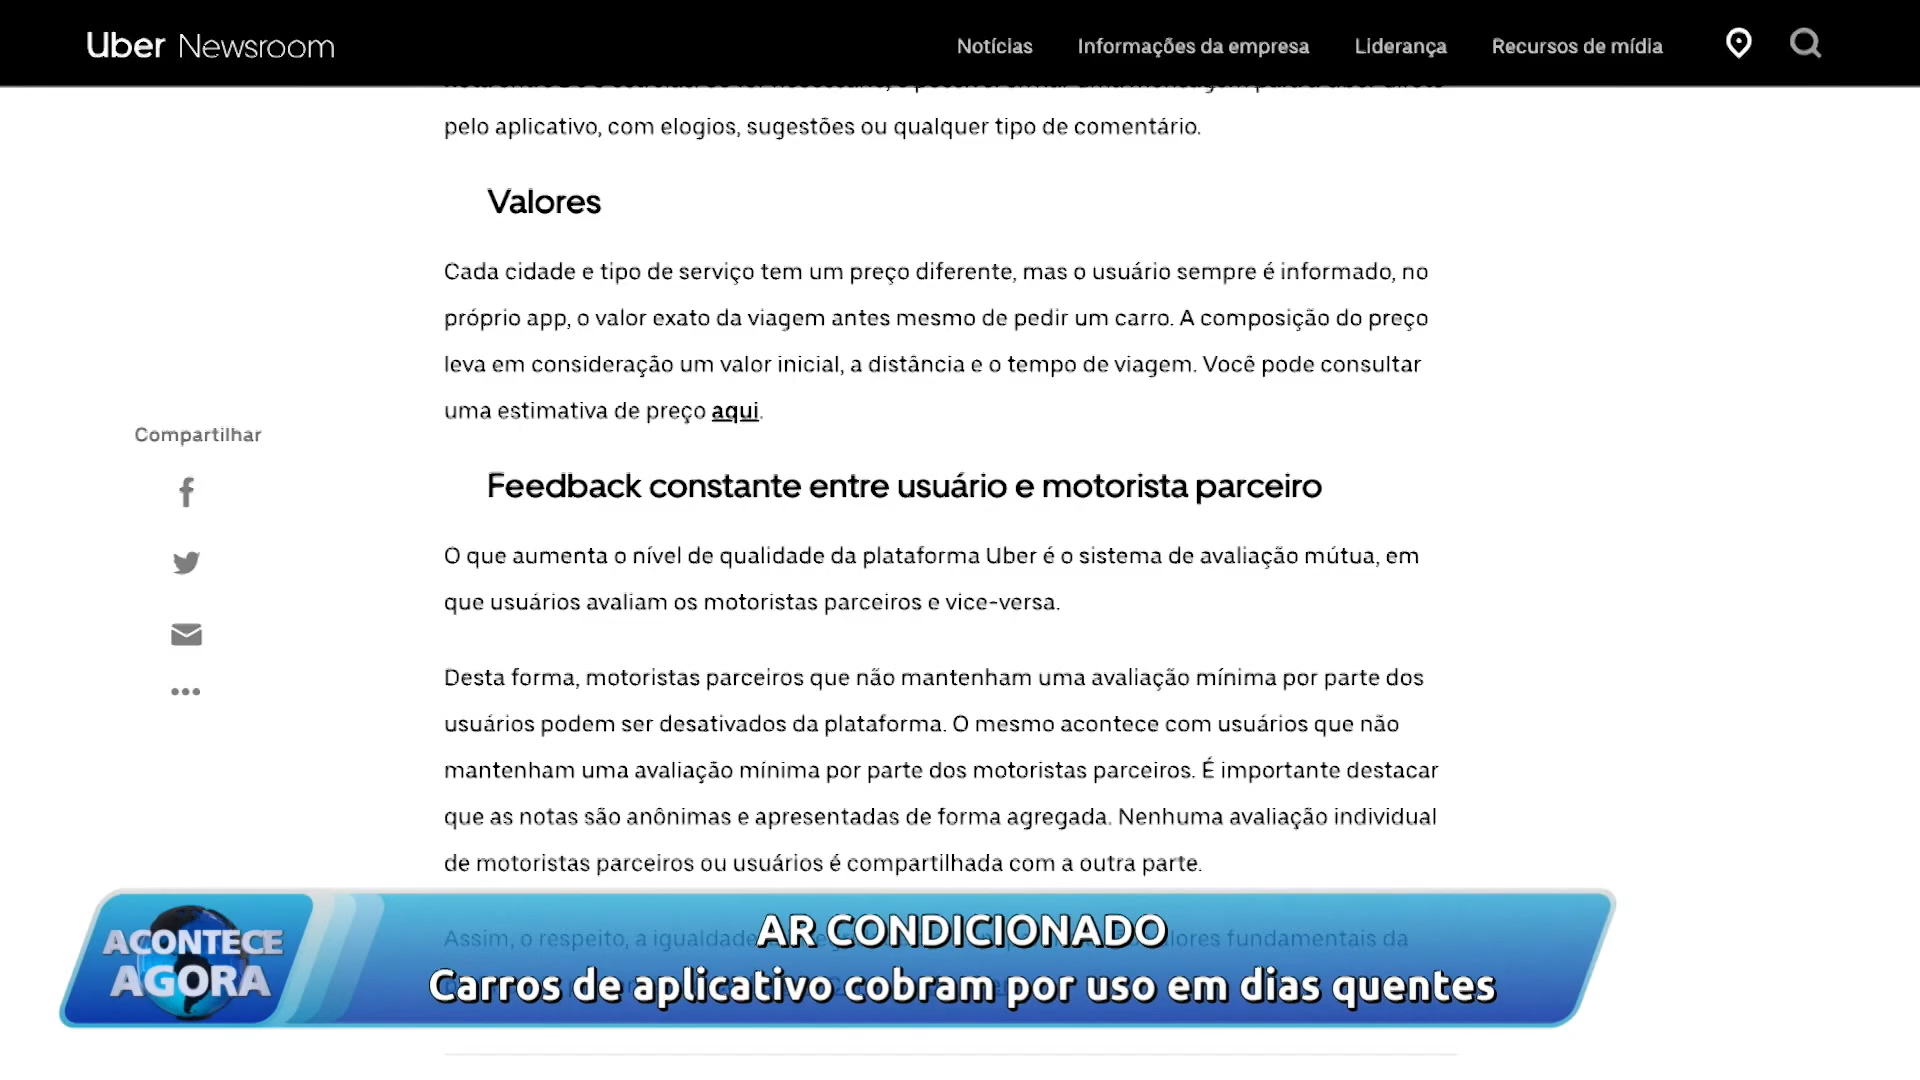 Uber Newsroom
Notícias Informações da empresa Liderança Recursos de mídia
pelo aplicativo, com elogios, sugestões ou qualquer tipo de comentário.
Valores
Cada cidade e tipo de serviço tem um preço diferente, mas o usuário sempre é informado, no
próprio app, o valor exato da viagem antes mesmo de pedir um carro. A composição do preço
leva em consideração um valor inicial, a distância e o tempo de viagem. Você pode consultar
uma estimativa de preço aqui.
Compartilhar
Feedback constante entre usuário e motorista parceiro
O que aumenta o nível de qualidade da plataforma Uber é o sistema de avaliação mútua, em
que usuários avaliam os motoristas parceiros e vice-versa.
Desta forma, motoristas parceiros que não mantenham uma avaliação mínima por parte dos
usuários podem ser desativados da plataforma. O mesmo acontece com usuários que não
mantenham uma avaliação mínima por parte dos motoristas parceiros. É importante destacar
que as notas são anônimas e apresentadas de forma agregada. Nenhuma avaliação individual
de motoristas parceiros ou usuários é compartilhada com a outra parte.
Assim, o respeito, a igualdade fundamentais da
ACONTECE
AGORA
AR CONDICIONADO
Carros de aplicativo cobram por uso em dias quentes